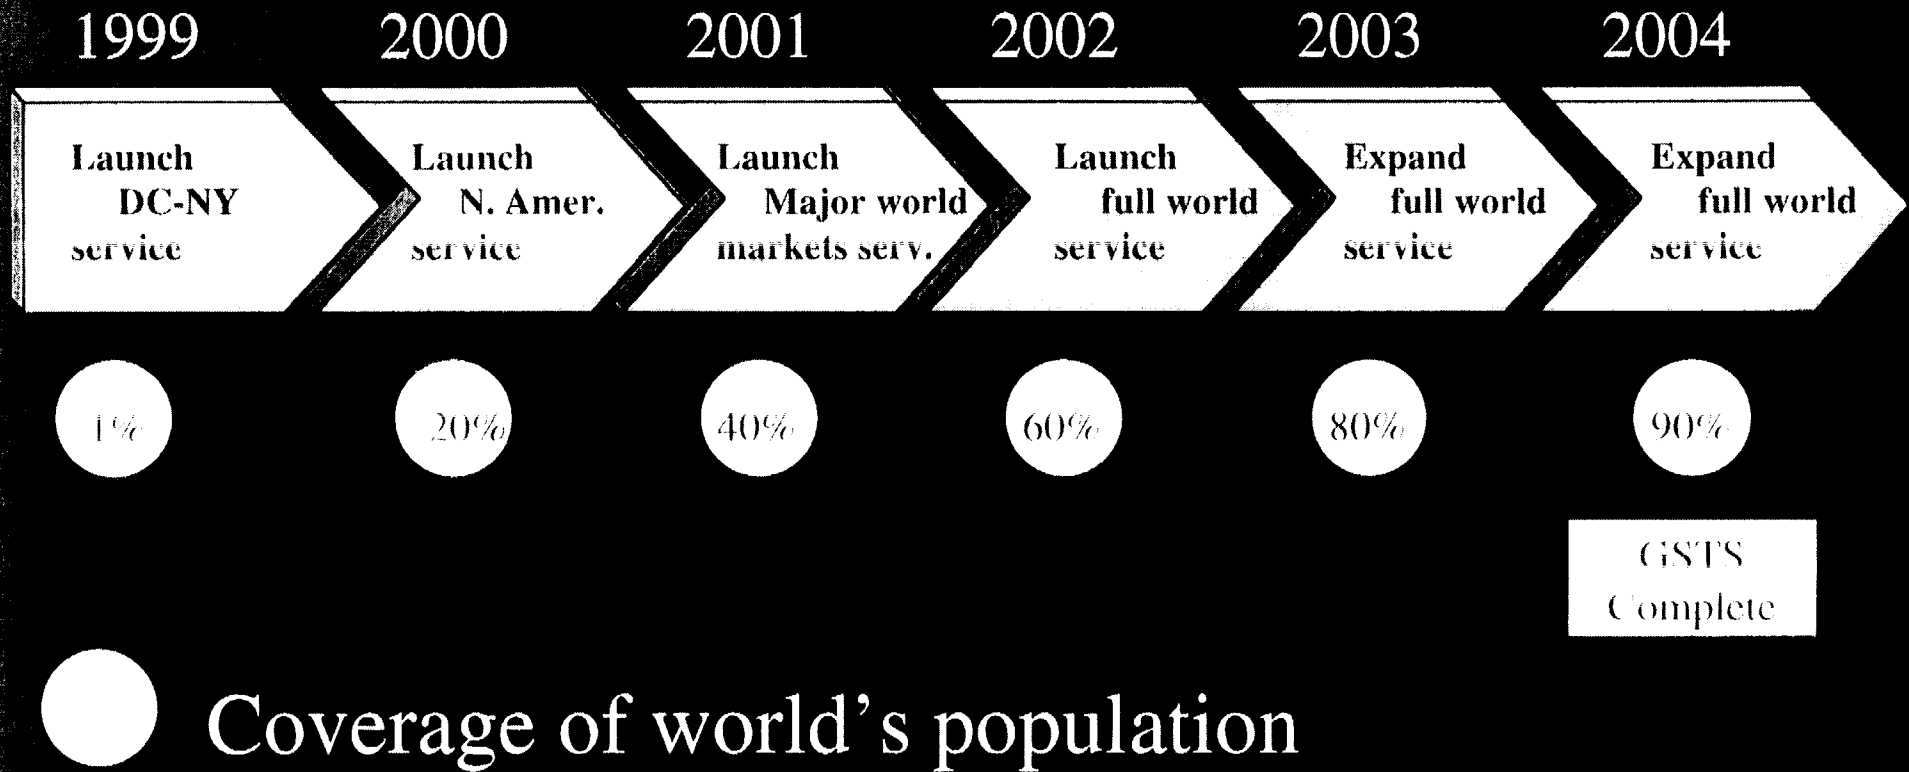 1999 2000 2001 2002 2003 2004
Launch
DC-NY
service
Launch
N. Amer.
service
Launch
Major world
markets serv.
Launch
full world
service
Expand
full world
service
Expand
full world
service
1% 20% 40% 60% 80% 90%
GSTS
Complete
Coverage of world's population